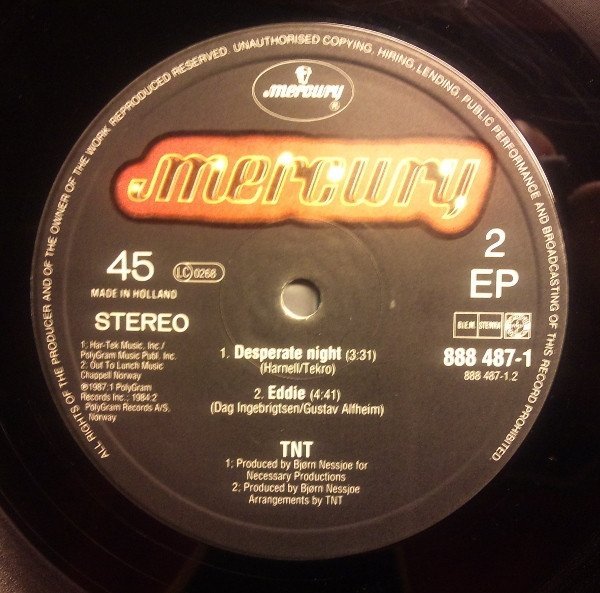 ALL RIGHTS OF THE PRODUCER AND OF THE OWNER OF THE WORK REPRODUCED RESERVED. UNAUTHORISED COPYING, HIRING, LENDING, PUBLIC PERFORMANCE AND BROADCASTING OF THIS RECORD PROHIBITED
mercury
®
mercury
45
LC 0268
MADE IN HOLLAND
STEREO
2
EP
B.I.E.M. STEMRA
888 487-1
888 487-1.2
1: Har-Tek Music, Inc./
PolyGram Music Publ. Inc.
2: Out To Lunch Music
Chappell Norway
℗1987:1 PolyGram
Records Inc.; 1984:2
PolyGram Records A/S,
Norway
1. Desperate night (3:31)
(Harnell/Tekro)
2. Eddie (4:41)
(Dag Ingebrigtsen/Gustav Alfheim)
TNT
1: Produced by Bjørn Nessjoe for
Necessary Productions
2: Produced by Bjørn Nessjoe
Arrangements by TNT